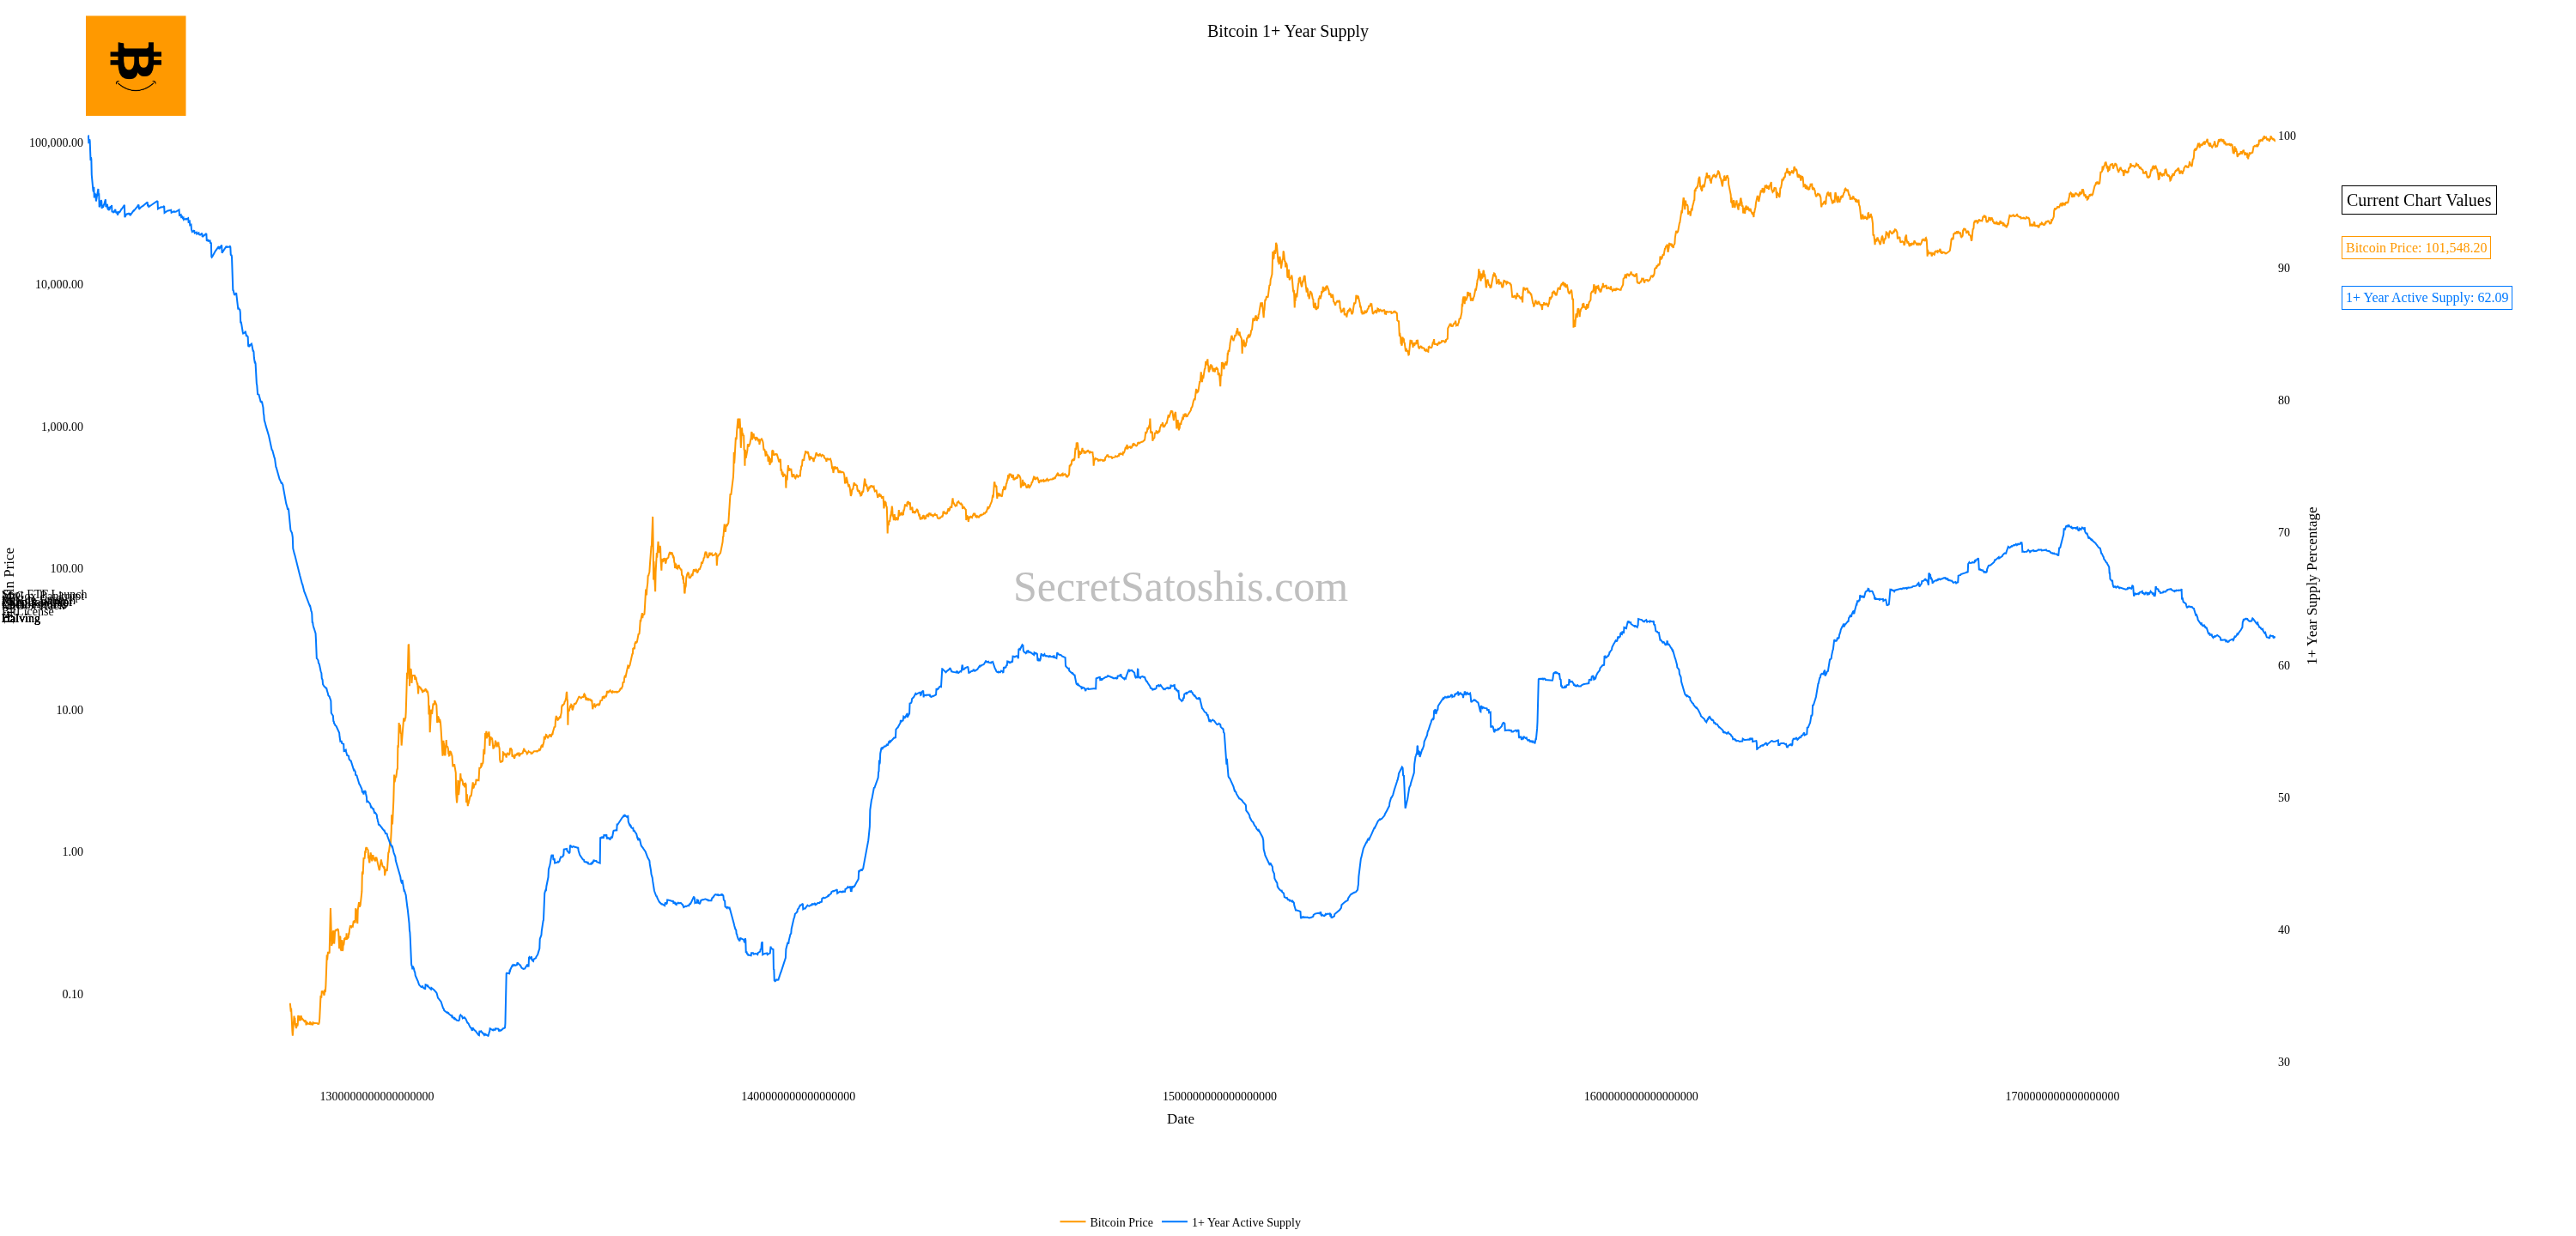 Bitcoin 1+ Year Supply
100,000.00
10,000.00
1,000.00
100.00
10.00
1.00
0.10
100
90
80
70
60
50
40
30
Current Chart Values
Bitcoin Price: 101,548.20
1+ Year Active Supply: 62.09
SecretSatoshis.com
Price
1+ Year Supply Percentage
Launch
License
Halving
1300000000000000000
1400000000000000000
1500000000000000000
1600000000000000000
1700000000000000000
Date
Bitcoin Price
1+ Year Active Supply